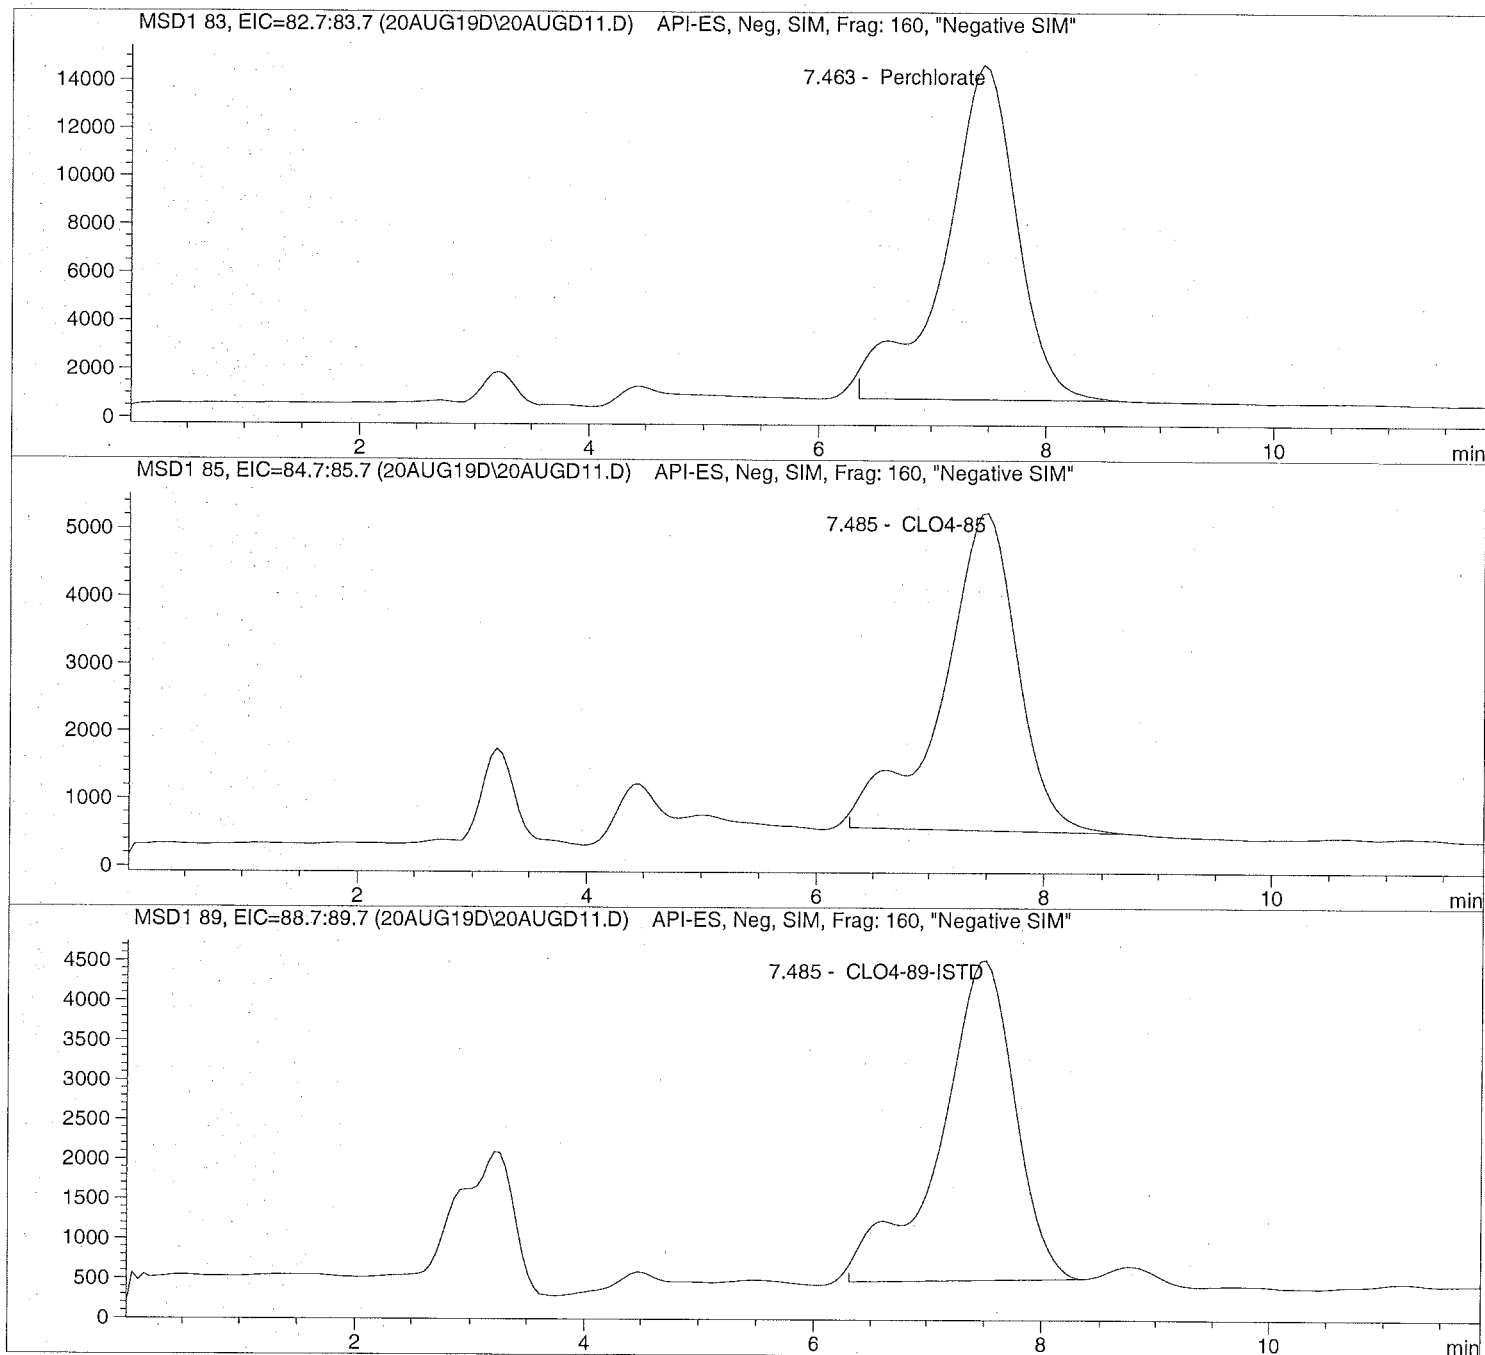 MSD1 83, EIC=82.7:83.7 (20AUG19D\20AUGD11.D) API-ES, Neg, SIM, Frag: 160, "Negative SIM"
7.463 - Perchlorate
14000
12000
10000
8000
6000
4000
2000
0
2 4 6 8 10 min
MSD1 85, EIC=84.7:85.7 (20AUG19D\20AUGD11.D) API-ES, Neg, SIM, Frag: 160, "Negative SIM"
7.485 - CLO4-85
5000
4000
3000
2000
1000
0
2 4 6 8 10 min
MSD1 89, EIC=88.7:89.7 (20AUG19D\20AUGD11.D) API-ES, Neg, SIM, Frag: 160, "Negative SIM"
7.485 - CLO4-89-ISTD
4500
4000
3500
3000
2500
2000
1500
1000
500
0
2 4 6 8 10 min